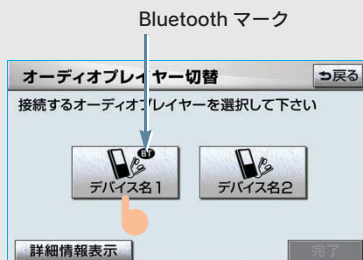 Bluetooth マーク
オーディオプレイヤー切替
戻る
接続するオーディオプレイヤーを選択して下さい
BT
デバイス名1
デバイス名2
詳細情報表示
完了